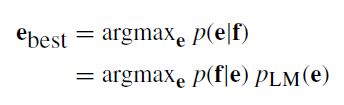 e_best = argmax_e p(e|f)
= argmax_e p(f|e) p_LM(e)